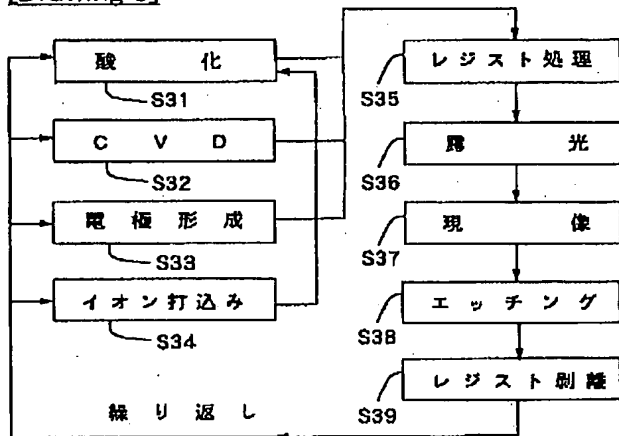 酸化
S31
CVD
S32
電極形成
S33
イオン打込み
S34
繰り返し
レジスト処理
S35
露光
S36
現像
S37
エッチング
S38
レジスト剥離
S39